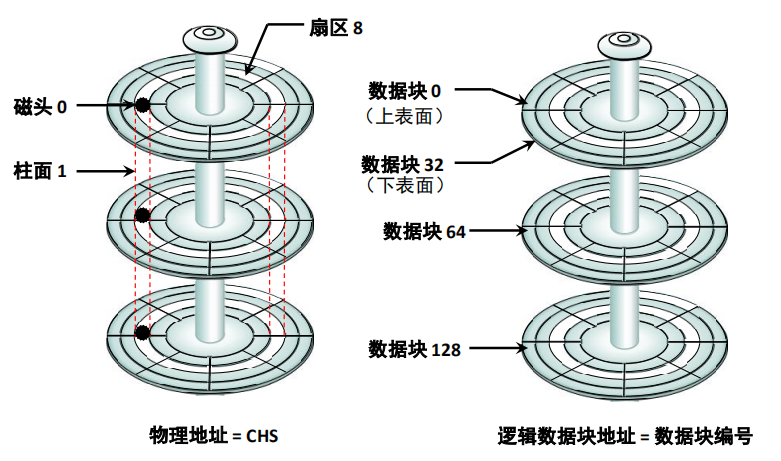 扇区 8
磁头 0
柱面 1
物理地址 = CHS
数据块 0
（上表面）
数据块 32
（下表面）
数据块 64
数据块 128
逻辑数据块地址 = 数据块编号